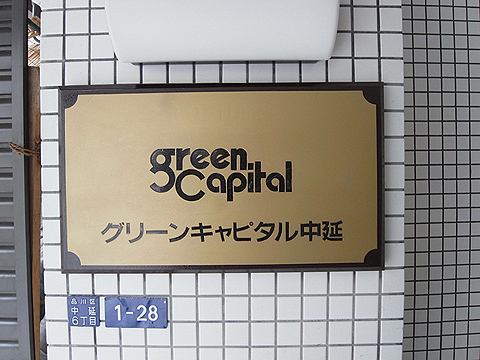 green
Capital
グリーンキャピタル中延
品川区
中延
6丁目
1-28